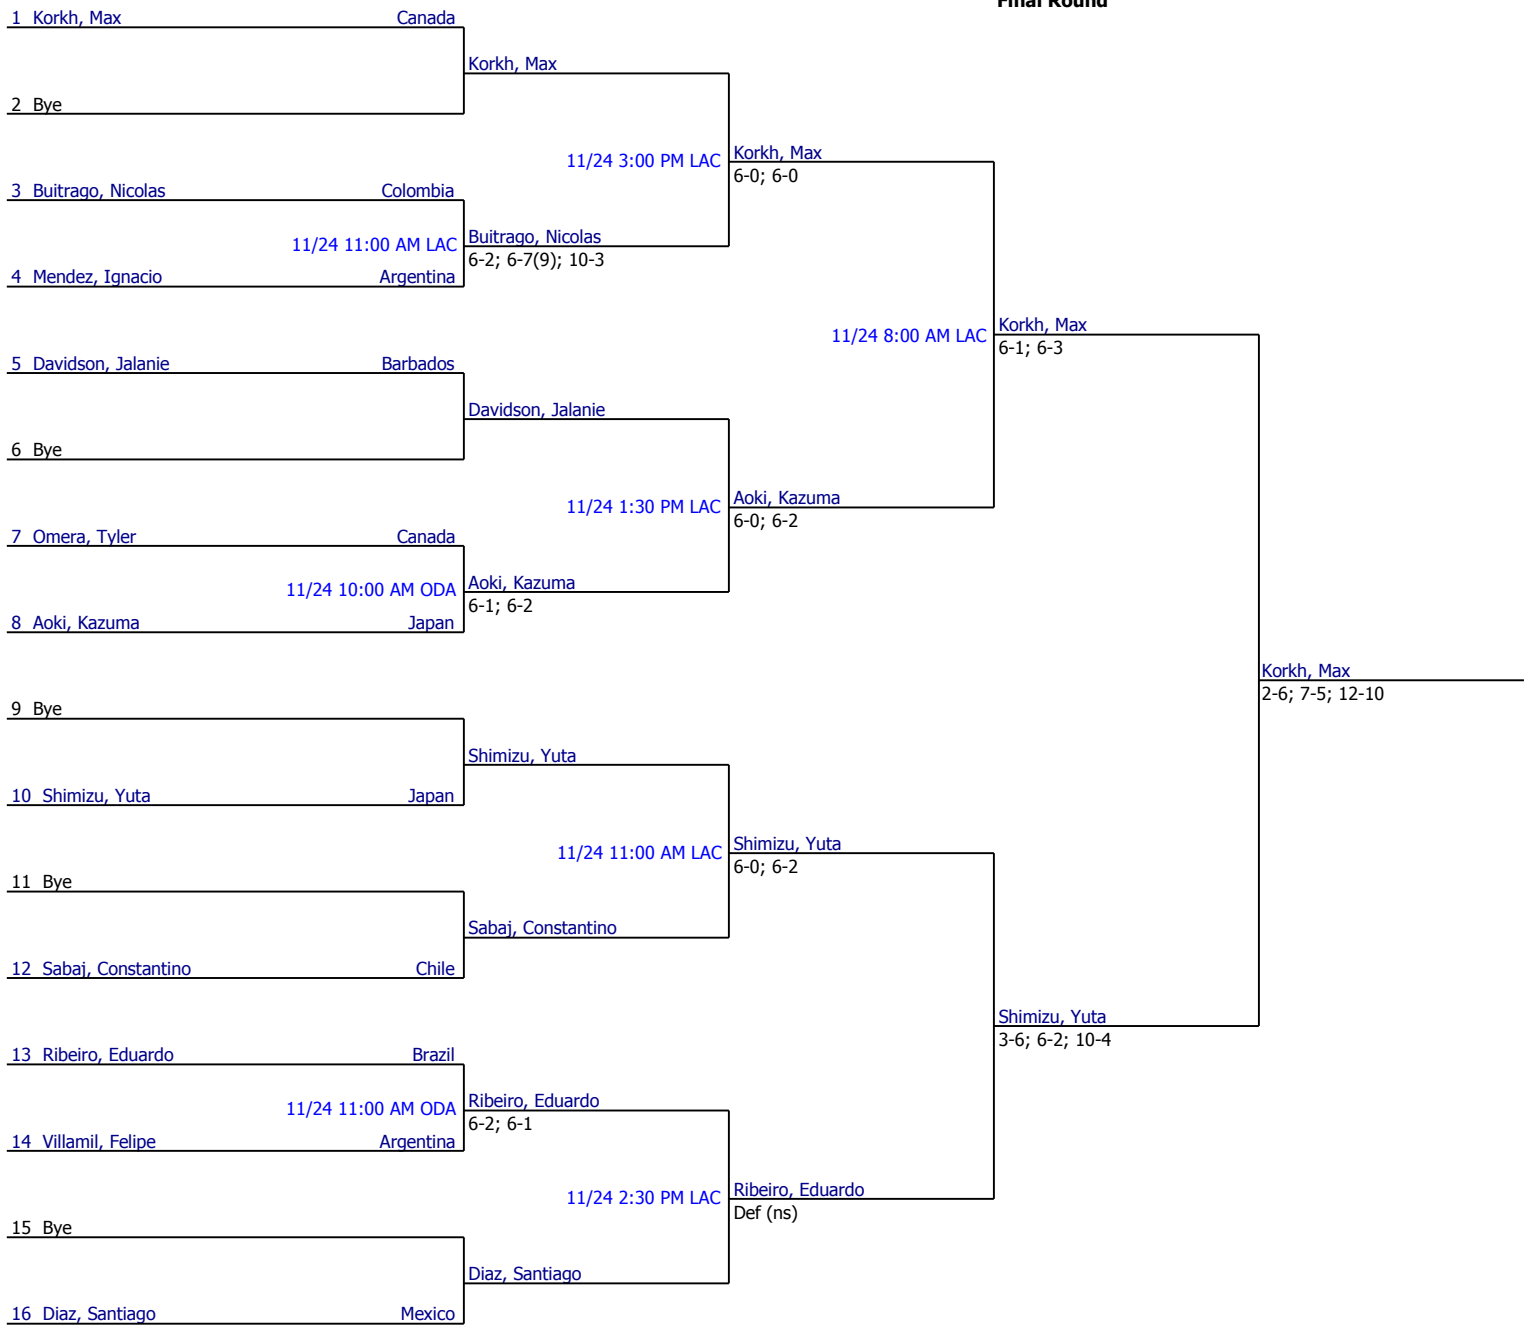 Final Round
1 Korkh, Max Canada
Korkh, Max
2 Bye
11/24 3:00 PM LAC Korkh, Max
6-0; 6-0
3 Buitrago, Nicolas Colombia
11/24 11:00 AM LAC Buitrago, Nicolas
6-2; 6-7(9); 10-3
4 Mendez, Ignacio Argentina
11/24 8:00 AM LAC Korkh, Max
6-1; 6-3
5 Davidson, Jalanie Barbados
Davidson, Jalanie
6 Bye
11/24 1:30 PM LAC Aoki, Kazuma
6-0; 6-2
7 Omera, Tyler Canada
11/24 10:00 AM ODA Aoki, Kazuma
6-1; 6-2
8 Aoki, Kazuma Japan
Korkh, Max
2-6; 7-5; 12-10
9 Bye
Shimizu, Yuta
10 Shimizu, Yuta Japan
11/24 11:00 AM LAC Shimizu, Yuta
6-0; 6-2
11 Bye
Sabaj, Constantino
12 Sabaj, Constantino Chile
Shimizu, Yuta
3-6; 6-2; 10-4
13 Ribeiro, Eduardo Brazil
11/24 11:00 AM ODA Ribeiro, Eduardo
6-2; 6-1
14 Villamil, Felipe Argentina
11/24 2:30 PM LAC Ribeiro, Eduardo
Def (ns)
15 Bye
Diaz, Santiago
16 Diaz, Santiago Mexico